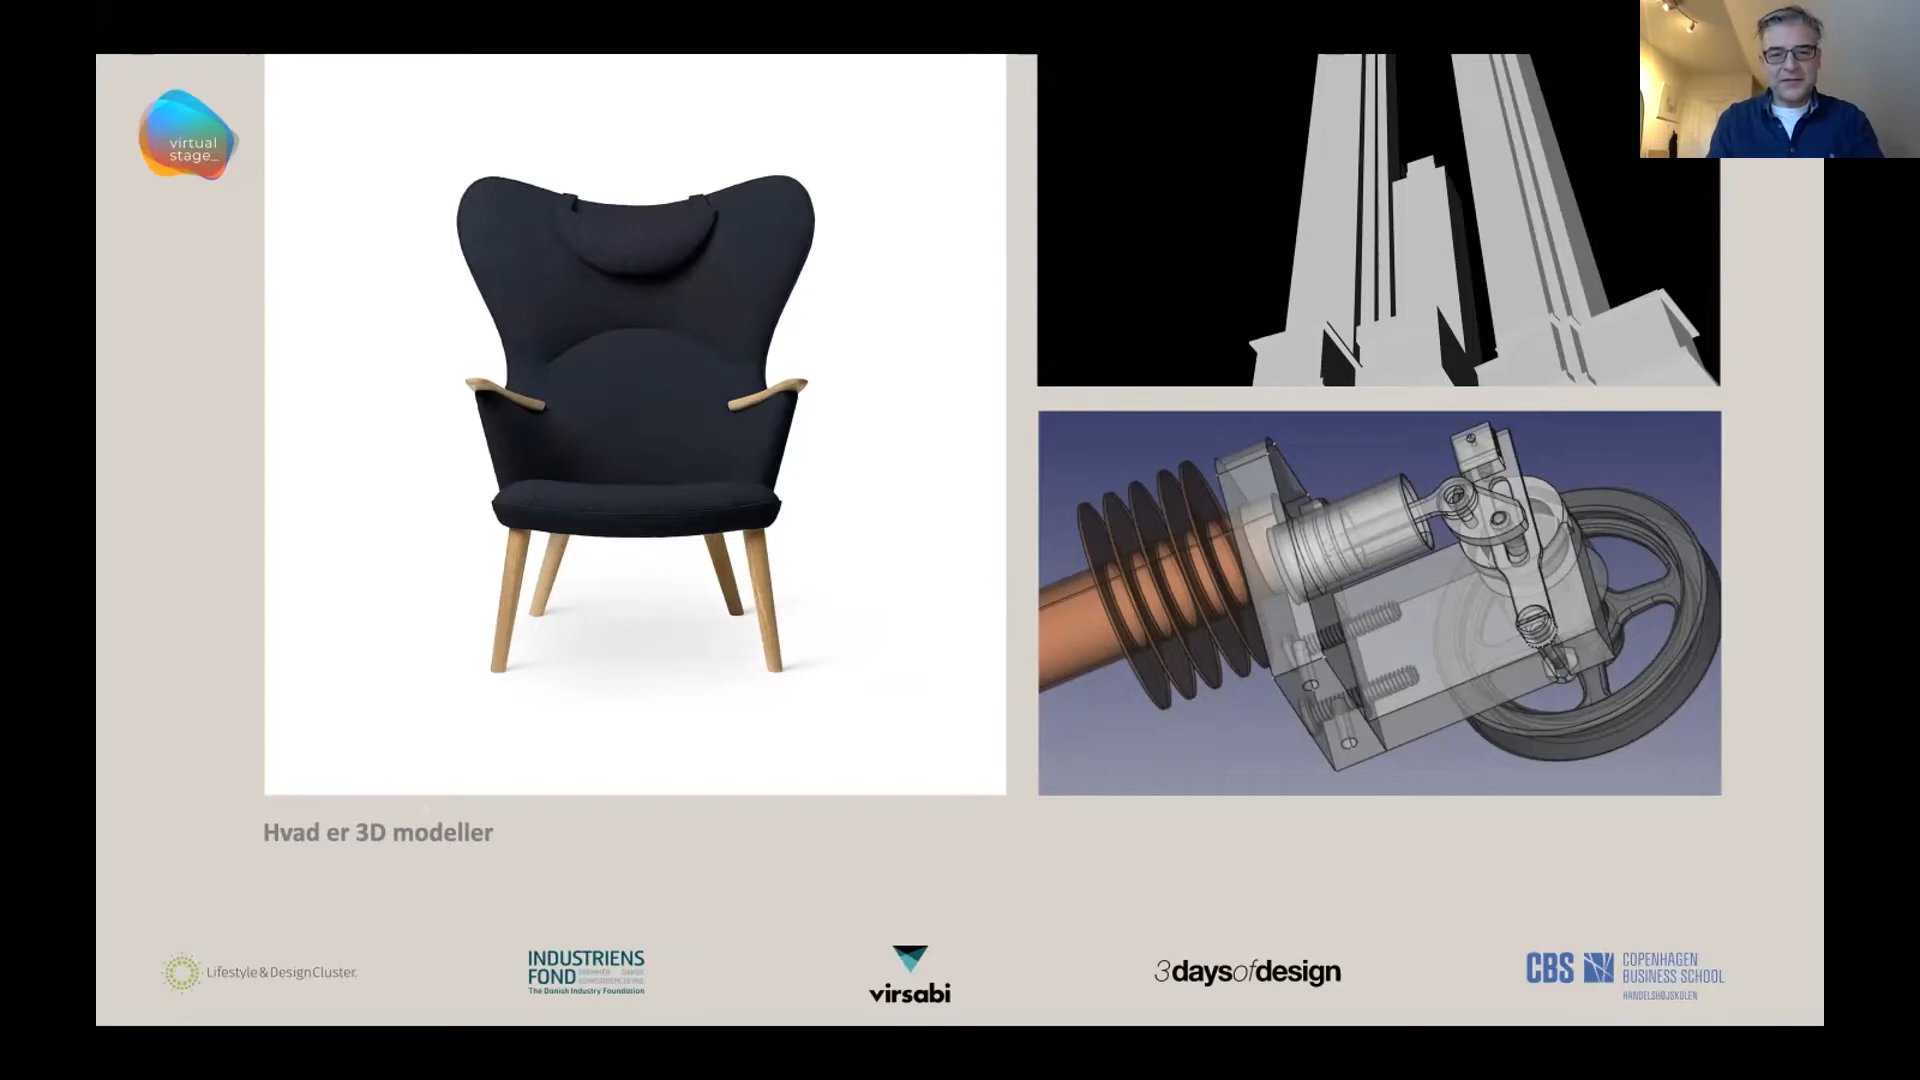 virtual
stage_
Hvad er 3D modeller
Lifestyle & DesignCluster.
INDUSTRIENS
FOND
The Danish Industry Foundation
virsabi
3daysofdesign
CBS
COPENHAGEN
BUSINESS SCHOOL
HANDELSHØJSKOLEN